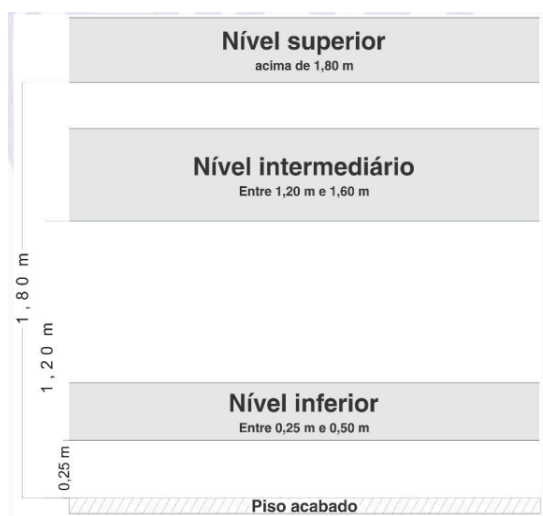 Nível superior
acima de 1,80 m
Nível intermediário
Entre 1,20 m e 1,60 m
1,80 m
1,20 m
Nível inferior
Entre 0,25 m e 0,50 m
0,25 m
Piso acabado